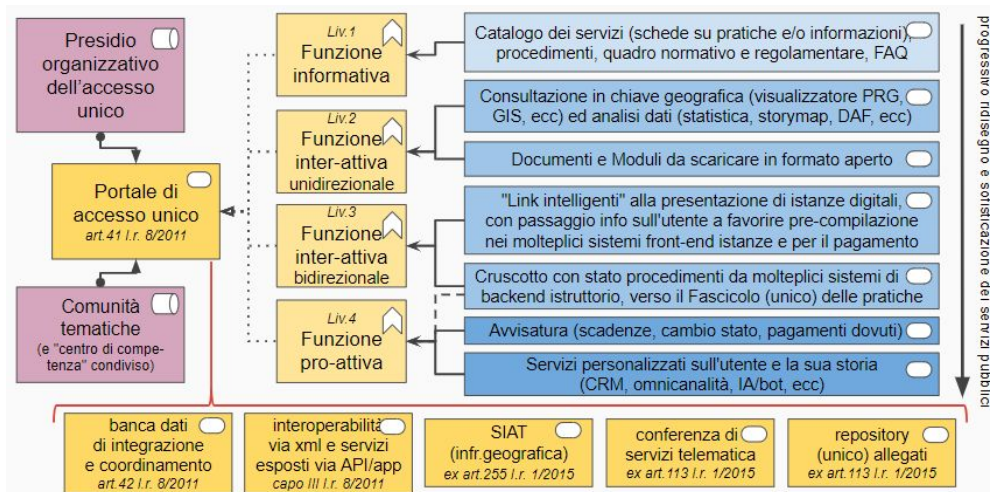 Presidio
organizzativo
dell'accesso
unico
Portale di
accesso unico
art.41 l.r. 8/2011
Comunità
tematiche
(e "centro di compe-
tenza" condiviso)
Liv.1
Funzione
informativa
Liv.2
Funzione
inter-attiva
unidirezionale
Liv.3
Funzione
inter-attiva
bidirezionale
Liv.4
Funzione
pro-attiva
Catalogo dei servizi (schede su pratiche e/o informazioni),
procedimenti, quadro normativo e regolamentare, FAQ
Consultazione in chiave geografica (visualizzatore PRG,
GIS, ecc) ed analisi dati (statistica, storymap, DAF, ecc)
Documenti e Moduli da scaricare in formato aperto
"Link intelligenti" alla presentazione di istanze digitali,
con passaggio info sull'utente a favorire pre-compilazione
nei molteplici sistemi front-end istanze e per il pagamento
Cruscotto con stato procedimenti da molteplici sistemi di
backend istruttorio, verso il Fascicolo (unico) delle pratiche
Avvisatura (scadenze, cambio stato, pagamenti dovuti)
Servizi personalizzati sull'utente e la sua storia
(CRM, omnicanalità, IA/bot, ecc)
progressivo ridisegno e sofisticazione dei servizi pubblici
banca dati
di integrazione
e coordinamento
art.42 l.r. 8/2011
interoperabilità
via xml e servizi
esposti via API/app
capo III l.r. 8/2011
SIAT
(infr.geografica)
ex art.255 l.r. 1/2015
conferenza di
servizi telematica
ex art.113 l.r. 1/2015
repository
(unico) allegati
ex art.113 l.r. 1/2015